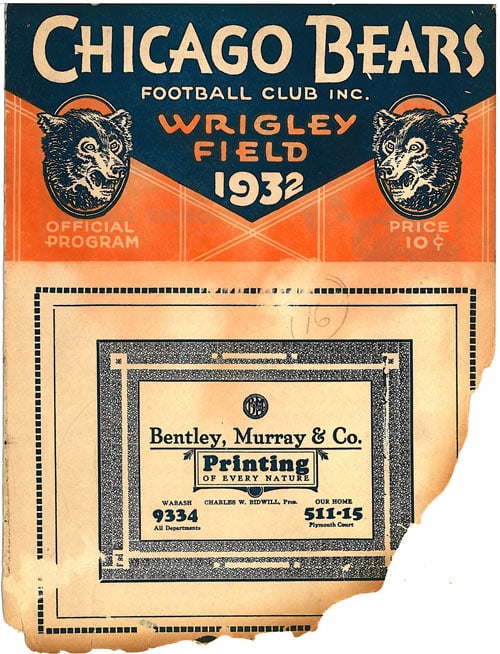 CHICAGO BEARS
FOOTBALL CLUB INC.
WRIGLEY
FIELD
1932
OFFICIAL
PROGRAM
PRICE
10¢
16
Bentley, Murray & Co.
Printing
OF EVERY NATURE
WABASH
9334
All Departments
CHARLES W. BIDWILL, Pres.
OUR HOME
511-15
Plymouth Court